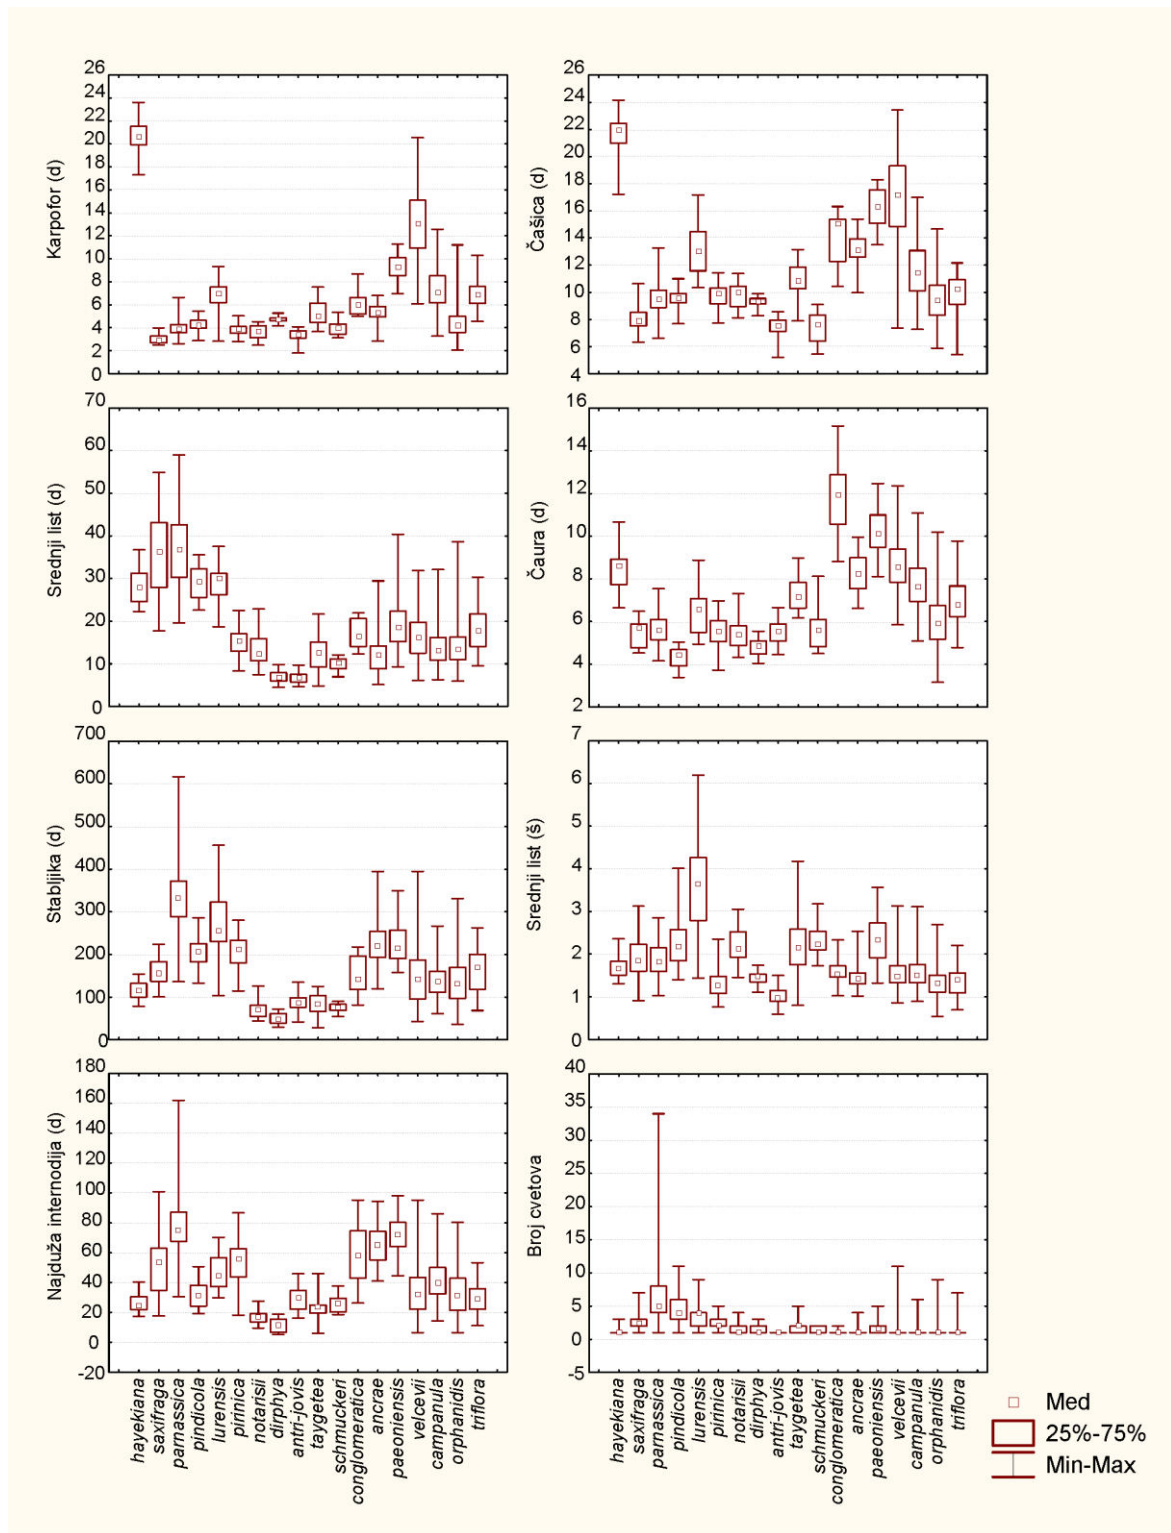 Karpofor (d)
26
24
22
20
18
16
14
12
10
8
6
4
2
0
Čašica (d)
26
24
22
20
18
16
14
12
10
8
6
4
Srednji list (d)
70
60
50
40
30
20
10
0
Čaura (d)
16
14
12
10
8
6
4
2
Stabljika (d)
700
600
500
400
300
200
100
0
Srednji list (š)
7
6
5
4
3
2
1
0
Najduža internodija (d)
180
160
140
120
100
80
60
40
20
0
-20
Broj cvetova
40
35
30
25
20
15
10
5
0
-5
hayekiana
saxifraga
parnassica
pindicola
lurensis
pirinica
notarisii
dirphya
antri-jovis
taygetea
schmuckeri
conglomeratica
ancrae
paeoniensis
velcevii
campanula
orphanidis
triflora
hayekiana
saxifraga
parnassica
pindicola
lurensis
pirinica
notarisii
dirphya
antri-jovis
taygetea
schmuckeri
conglomeratica
ancrae
paeoniensis
velcevii
campanula
orphanidis
triflora
Med
25%-75%
Min-Max